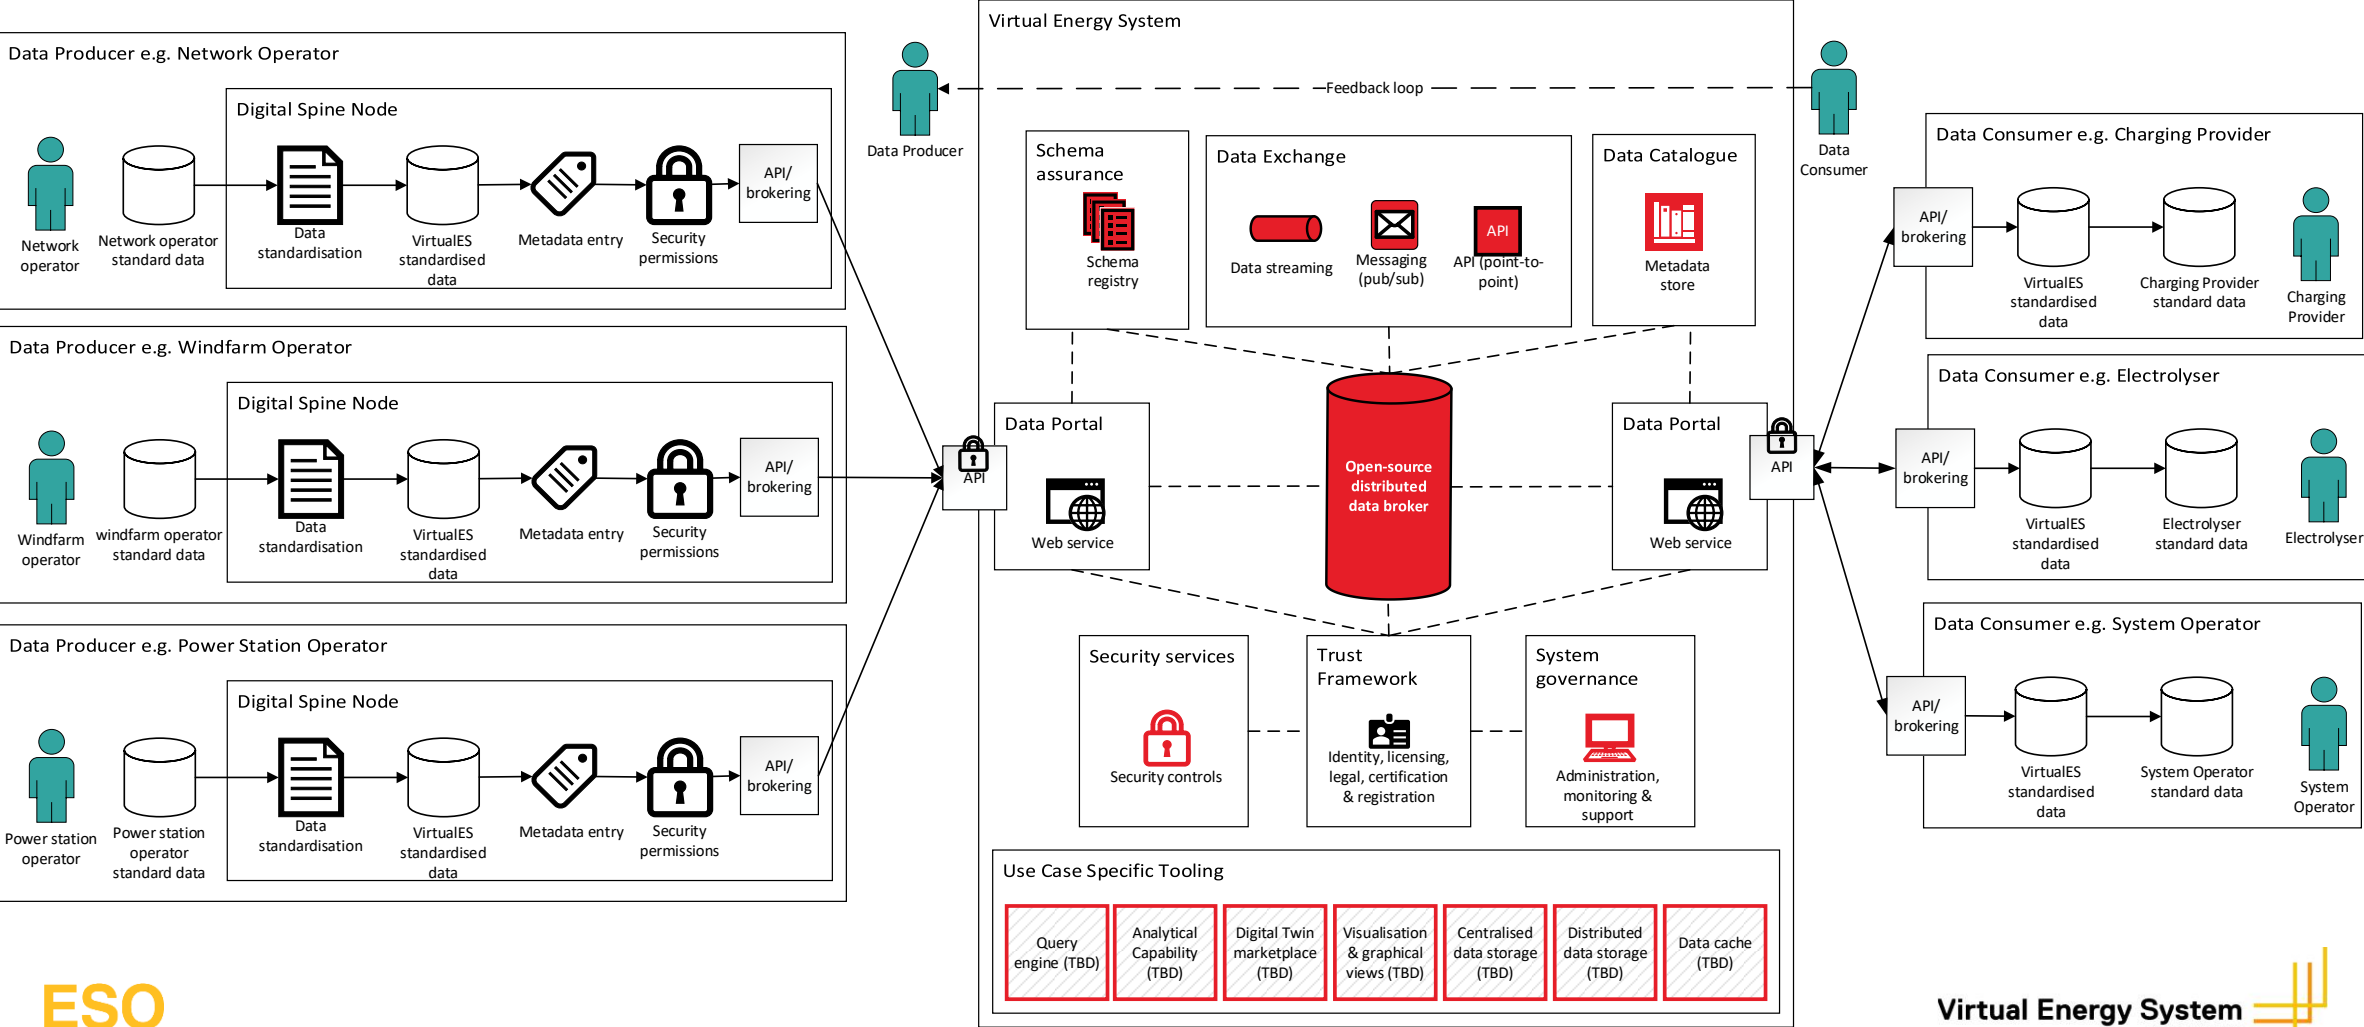 Data Producer e.g. Network Operator
Digital Spine Node
Network
operator
Network operator
standard data
Data
standardisation
VirtualES
standardised
data
Metadata entry
Security
permissions
API/
brokering
Data Producer e.g. Windfarm Operator
Digital Spine Node
Windfarm
operator
windfarm operator
standard data
Data
standardisation
VirtualES
standardised
data
Metadata entry
Security
permissions
API/
brokering
Data Producer e.g. Power Station Operator
Digital Spine Node
Power station
operator
Power station
operator
standard data
Data
standardisation
VirtualES
standardised
data
Metadata entry
Security
permissions
API/
brokering
ESO
Data Producer
Virtual Energy System
Feedback loop
Data
Consumer
Schema
assurance
Schema
registry
Data Exchange
Data streaming
Messaging
(pub/sub)
API
API (point-to-
point)
Data Catalogue
Metadata
store
API
Data Portal
Web service
Open-source
distributed
data broker
Data Portal
Web service
API
Security services
Security controls
Trust
Framework
Identity, licensing,
legal, certification
& registration
System
governance
Administration,
monitoring &
support
Use Case Specific Tooling
Query
engine (TBD)
Analytical
Capability
(TBD)
Digital Twin
marketplace
(TBD)
Visualisation
& graphical
views (TBD)
Centralised
data storage
(TBD)
Distributed
data storage
(TBD)
Data cache
(TBD)
Data Consumer e.g. Charging Provider
API/
brokering
VirtualES
standardised
data
Charging Provider
standard data
Charging
Provider
Data Consumer e.g. Electrolyser
API/
brokering
VirtualES
standardised
data
Electrolyser
standard data
Electrolyser
Data Consumer e.g. System Operator
API/
brokering
VirtualES
standardised
data
System Operator
standard data
System
Operator
Virtual Energy System